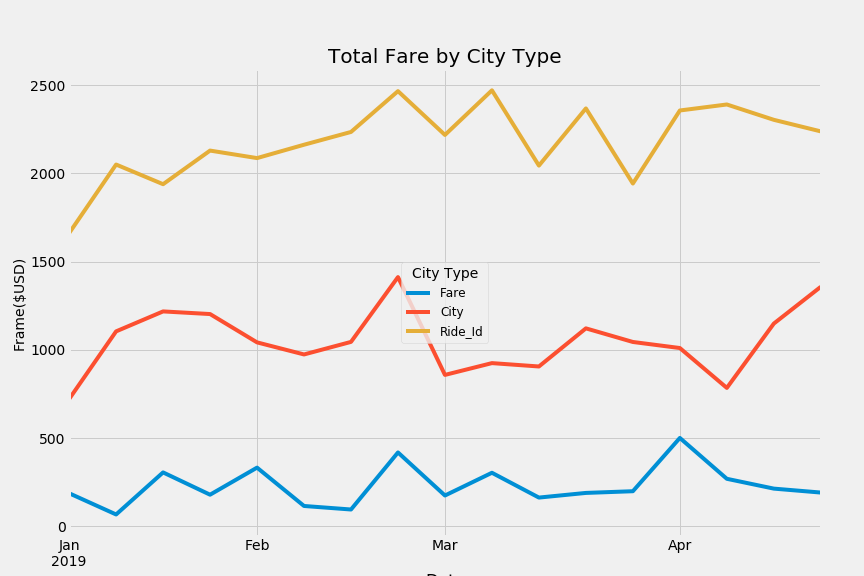 Total Fare by City Type
2500
2000
1500
1000
500
0
Frame($USD)
City Type
Fare
City
Ride_Id
Jan
2019
Feb
Mar
Apr